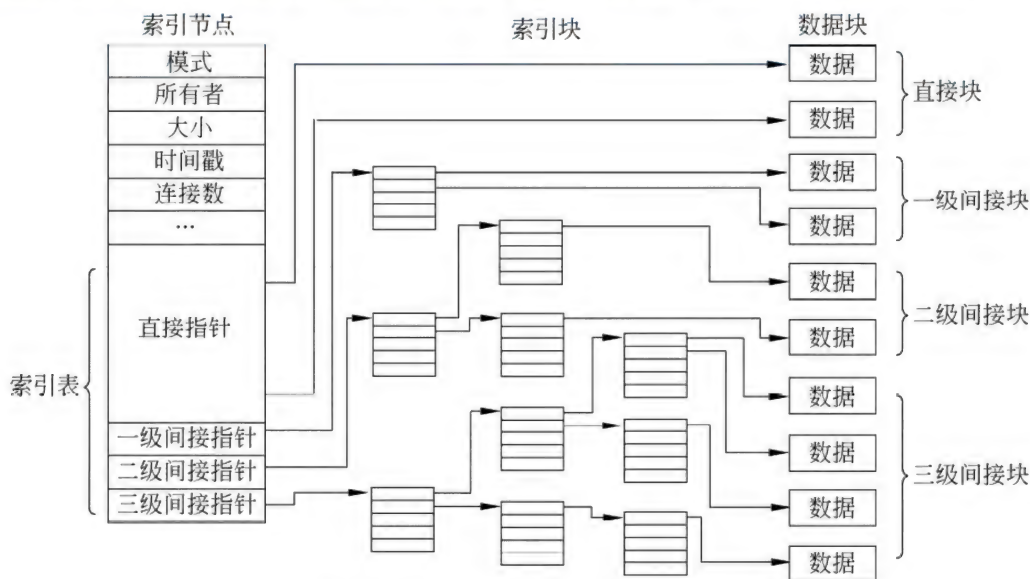 索引节点
索引块
数据块
模式
所有者
大小
时间戳
连接数
…
直接指针
一级间接指针
二级间接指针
三级间接指针
索引表
数据
数据
直接块
数据
数据
一级间接块
数据
数据
二级间接块
数据
数据
数据
数据
三级间接块